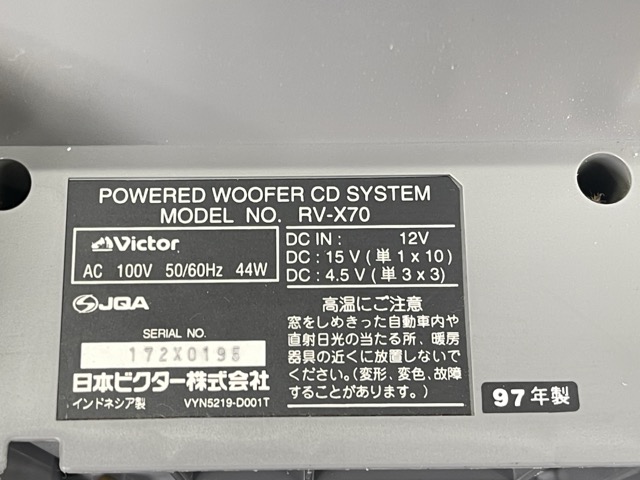 POWERED WOOFER CD SYSTEM
MODEL NO. RV-X70
Victor
AC 100V 50/60Hz 44W
DC IN : 12V
DC : 15 V (単1x10)
DC : 4.5 V (単3x3)
JQA
SERIAL NO.
172X0195
日本ビクター株式会社
インドネシア製 VYN5219-D001T
高温にご注意
窓をしめきった自動車内や
直射日光の当たる所、暖房
器具の近くに放置しないで
ください。(変形、変色、故障
することがあります。)
97年製